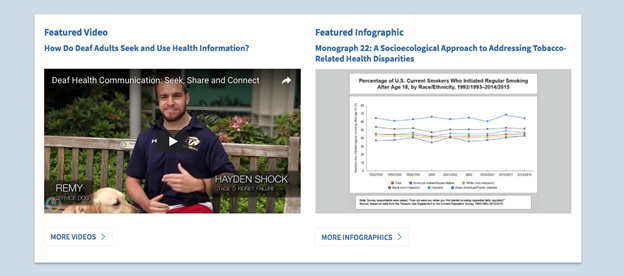 Featured Video
How Do Deaf Adults Seek and Use Health Information?
Deaf Health Communication: Seek, Share and Connect
REMY
SERVICE DOG
HAYDEN SHOCK
STAGE 5 KIDNEY FAILURE
MORE VIDEOS
Featured Infographic
Monograph 22: A Socioecological Approach to Addressing Tobacco-
Related Health Disparities
Percentage of U.S. Current Smokers Who Initiated Regular Smoking
After Age 18, by Race/Ethnicity, 1992/1993–2014/2015
MORE INFOGRAPHICS